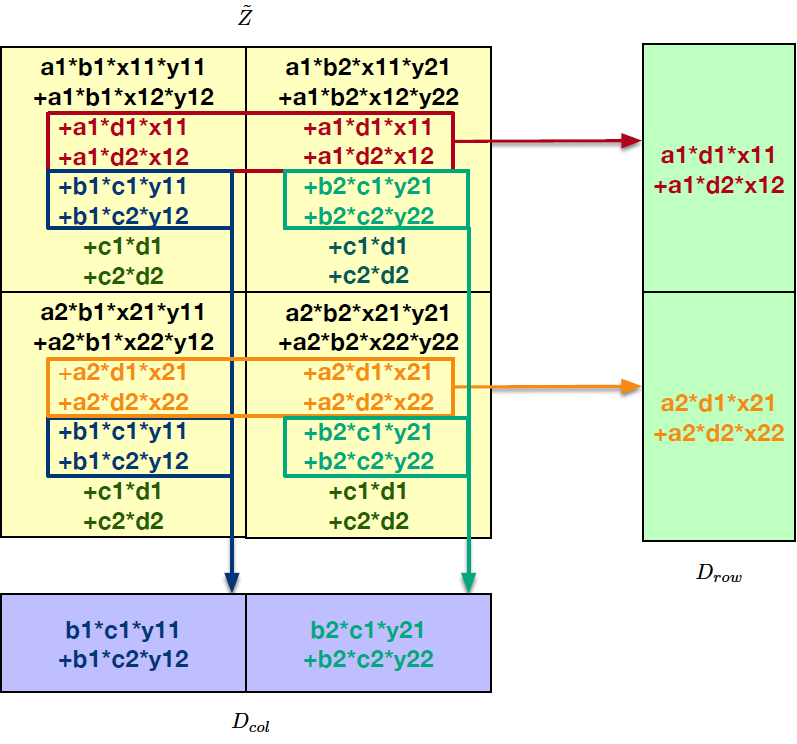 Z̃
a1*b1*x11*y11
+a1*b1*x12*y12
+a1*d1*x11
+a1*d2*x12
+b1*c1*y11
+b1*c2*y12
+c1*d1
+c2*d2
a1*b2*x11*y21
+a1*b2*x12*y22
+a1*d1*x11
+a1*d2*x12
+b2*c1*y21
+b2*c2*y22
+c1*d1
+c2*d2
a1*d1*x11
+a1*d2*x12
a2*b1*x21*y11
+a2*b1*x22*y12
+a2*d1*x21
+a2*d2*x22
+b1*c1*y11
+b1*c2*y12
+c1*d1
+c2*d2
a2*b2*x21*y21
+a2*b2*x22*y22
+a2*d1*x21
+a2*d2*x22
+b2*c1*y21
+b2*c2*y22
+c1*d1
+c2*d2
a2*d1*x21
+a2*d2*x22
D_row
b1*c1*y11
+b1*c2*y12
b2*c1*y21
+b2*c2*y22
D_col